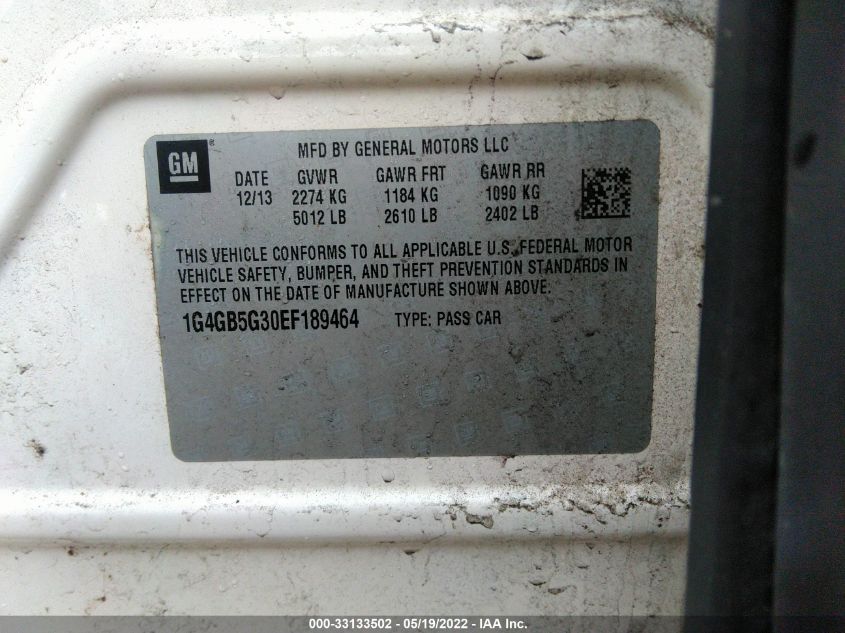 GM ®
MFD BY GENERAL MOTORS LLC
DATE GVWR GAWR FRT GAWR RR
12/13 2274 KG 1184 KG 1090 KG
5012 LB 2610 LB 2402 LB
THIS VEHICLE CONFORMS TO ALL APPLICABLE U.S. FEDERAL MOTOR
VEHICLE SAFETY, BUMPER, AND THEFT PREVENTION STANDARDS IN
EFFECT ON THE DATE OF MANUFACTURE SHOWN ABOVE:
1G4GB5G30EF189464 TYPE: PASS CAR
000-33133502 - 05/19/2022 - IAA Inc.